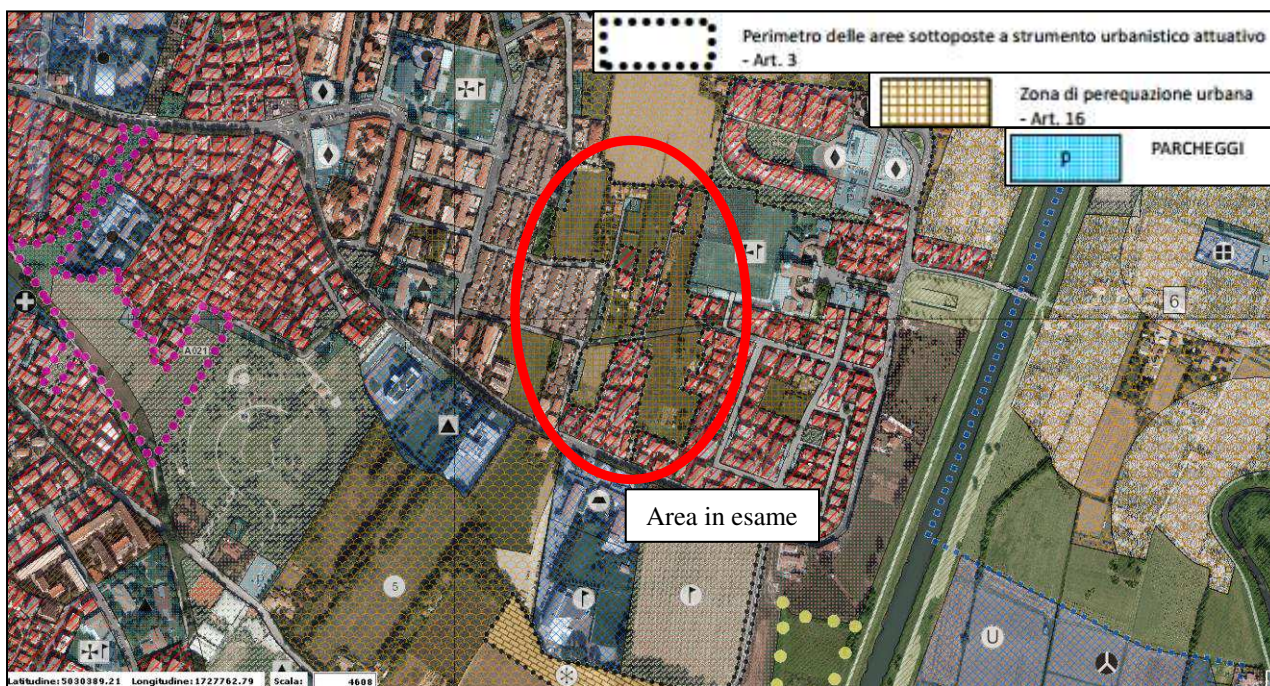 Perimetro delle aree sottoposte a strumento urbanistico attuativo
- Art. 3
Zona di perequazione urbana
- Art. 16
p
PARCHEGGI
6
Area in esame
5
U
Latitudine: 5030389.21 Longitudine: 1727762.79 Scala: 4608